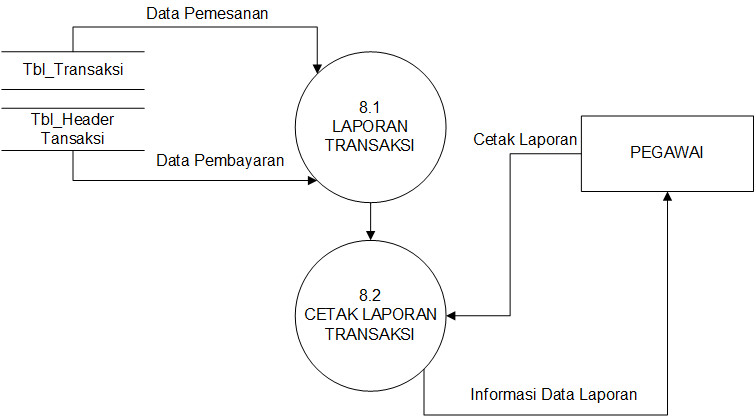 Data Pemesanan
Tbl_Transaksi
Tbl_Header
Tansaksi
Data Pembayaran
8.1
LAPORAN
TRANSAKSI
Cetak Laporan
PEGAWAI
8.2
CETAK LAPORAN
TRANSAKSI
Informasi Data Laporan